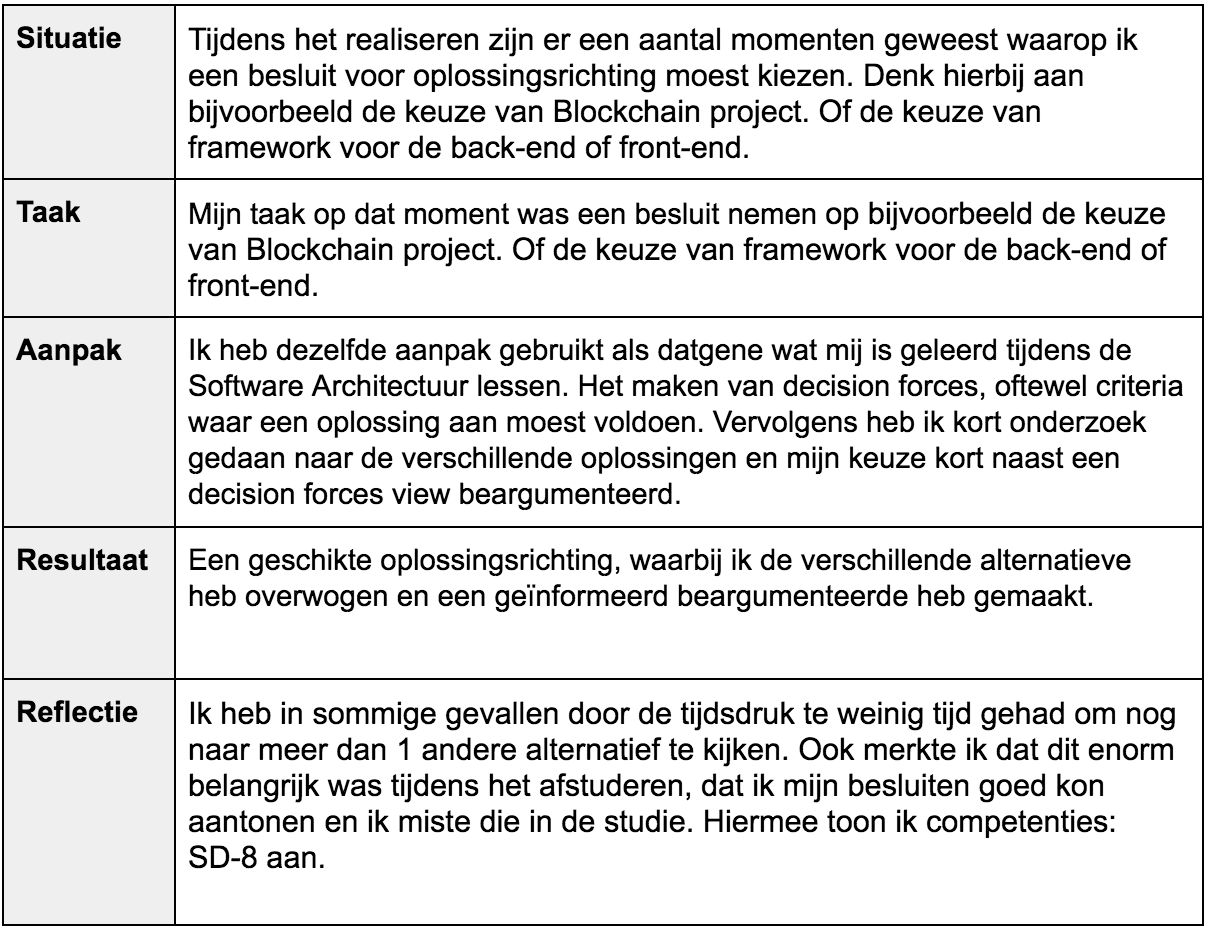 Situatie
Tijdens het realiseren zijn er een aantal momenten geweest waarop ik
een besluit voor oplossingsrichting moest kiezen. Denk hierbij aan
bijvoorbeeld de keuze van Blockchain project. Of de keuze van
framework voor de back-end of front-end.
Taak
Mijn taak op dat moment was een besluit nemen op bijvoorbeeld de keuze
van Blockchain project. Of de keuze van framework voor de back-end of
front-end.
Aanpak
Ik heb dezelfde aanpak gebruikt als datgene wat mij is geleerd tijdens de
Software Architectuur lessen. Het maken van decision forces, oftewel criteria
waar een oplossing aan moest voldoen. Vervolgens heb ik kort onderzoek
gedaan naar de verschillende oplossingen en mijn keuze kort naast een
decision forces view beargumenteerd.
Resultaat
Een geschikte oplossingsrichting, waarbij ik de verschillende alternatieve
heb overwogen en een geïnformeerd beargumenteerde heb gemaakt.
Reflectie
Ik heb in sommige gevallen door de tijdsdruk te weinig tijd gehad om nog
naar meer dan 1 andere alternatief te kijken. Ook merkte ik dat dit enorm
belangrijk was tijdens het afstuderen, dat ik mijn besluiten goed kon
aantonen en ik miste die in de studie. Hiermee toon ik competenties:
SD-8 aan.